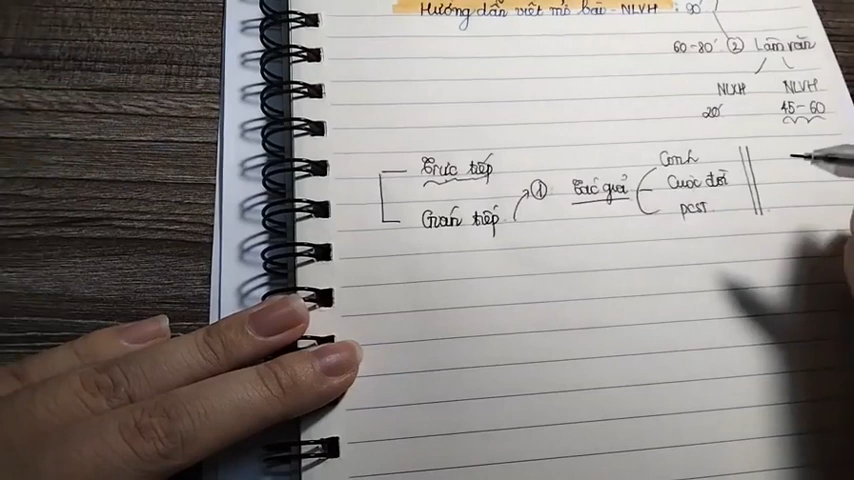 Hướng dẫn viết mở bài - NLVH : 90'
60-80' ② Làm văn
NLXH NLVH
20' 45-60
Trực tiếp
Gián tiếp ① Tác giả
Con ng
Cuộc đời
PCST